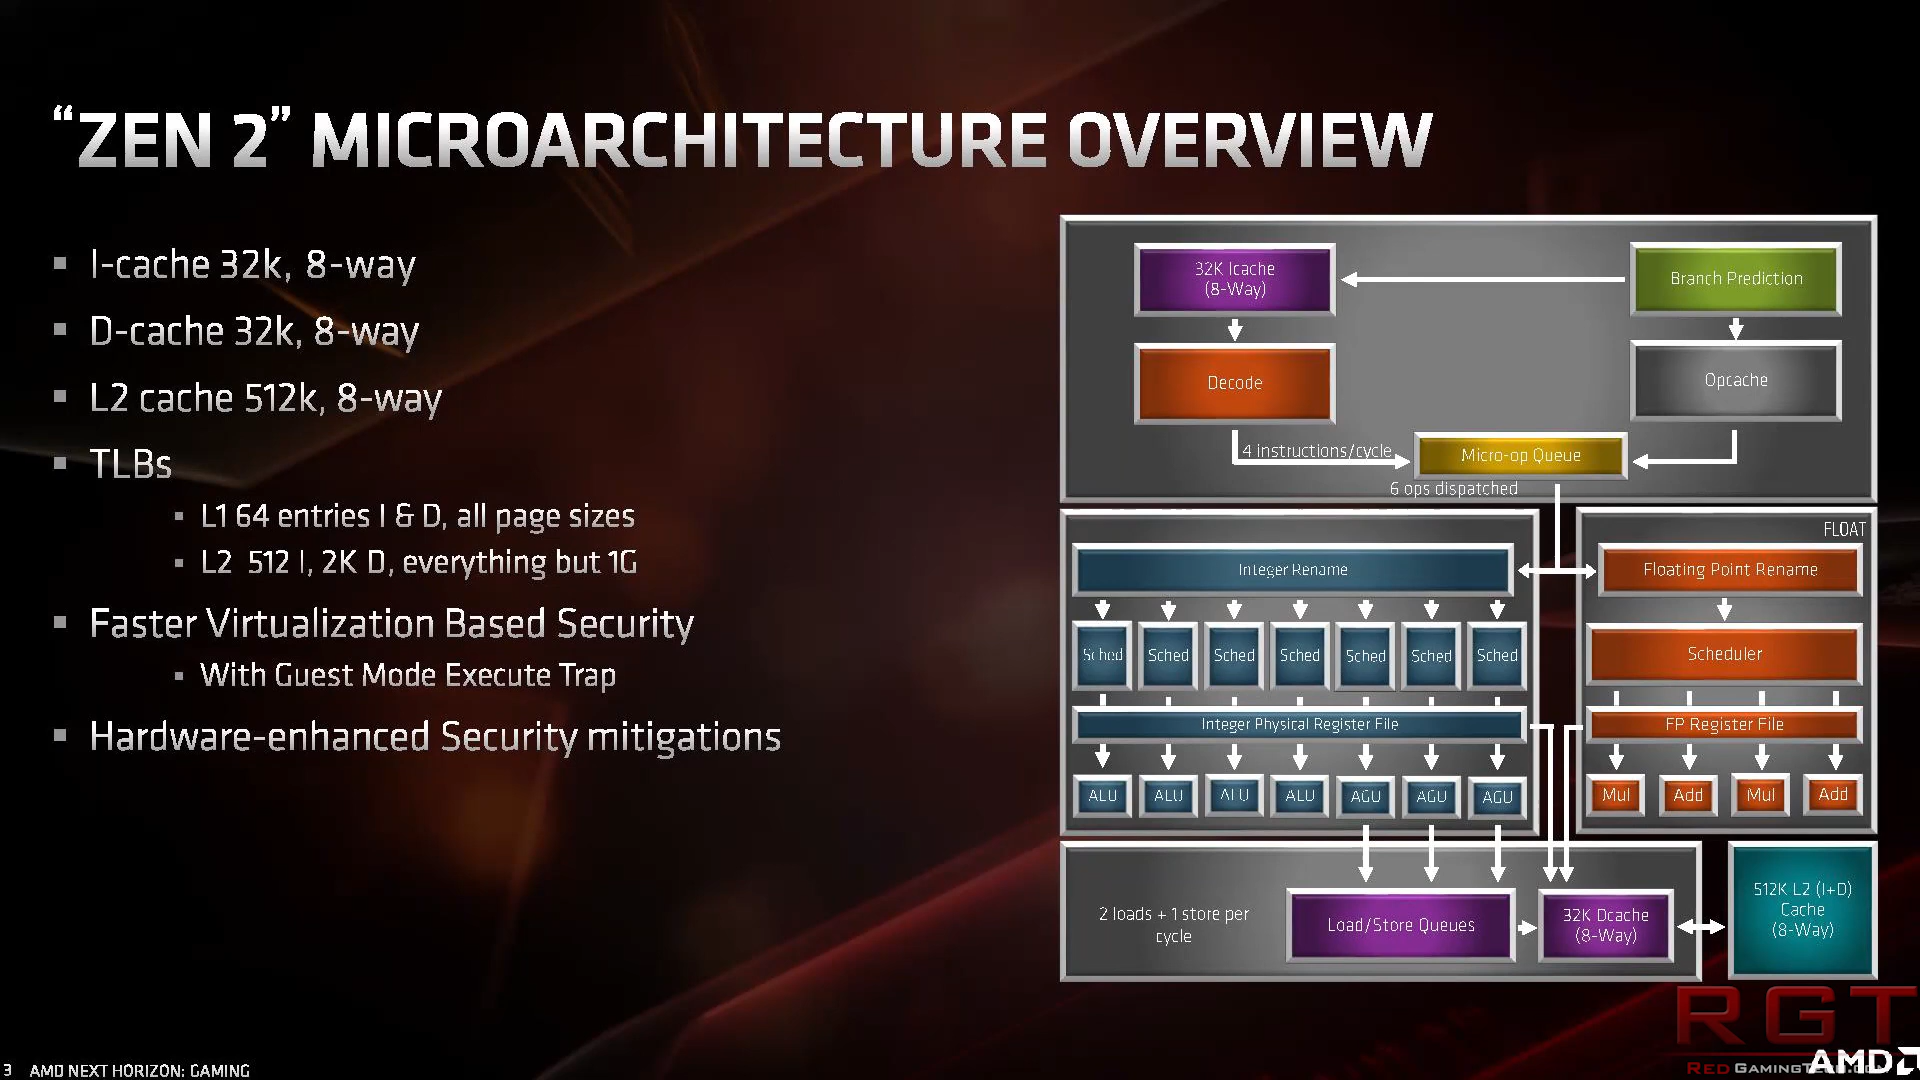 “ZEN 2” MICROARCHITECTURE OVERVIEW
I-cache 32k, 8-way
D-cache 32k, 8-way
L2 cache 512k, 8-way
TLBs
L1 64 entries I & D, all page sizes
L2 512 I, 2K D, everything but 1G
Faster Virtualization Based Security
With Guest Mode Execute Trap
Hardware-enhanced Security mitigations
32K Icache
(8-Way)
Branch Prediction
Decode
Opcache
4 instructions/cycle
Micro-op Queue
6 ops dispatched
FLOAT
Integer Rename
Floating Point Rename
Sched Sched Sched Sched Sched Sched Sched
Scheduler
Integer Physical Register File
FP Register File
ALU ALU ALU ALU AGU AGU AGU
Mul Add Mul Add
2 loads + 1 store per
cycle
Load/Store Queues
32K Dcache
(8-Way)
512K L2 (I+D)
Cache
(8-Way)
RGT
RED GAMINGTECH.COM
AMD
3 AMD NEXT HORIZON: GAMING